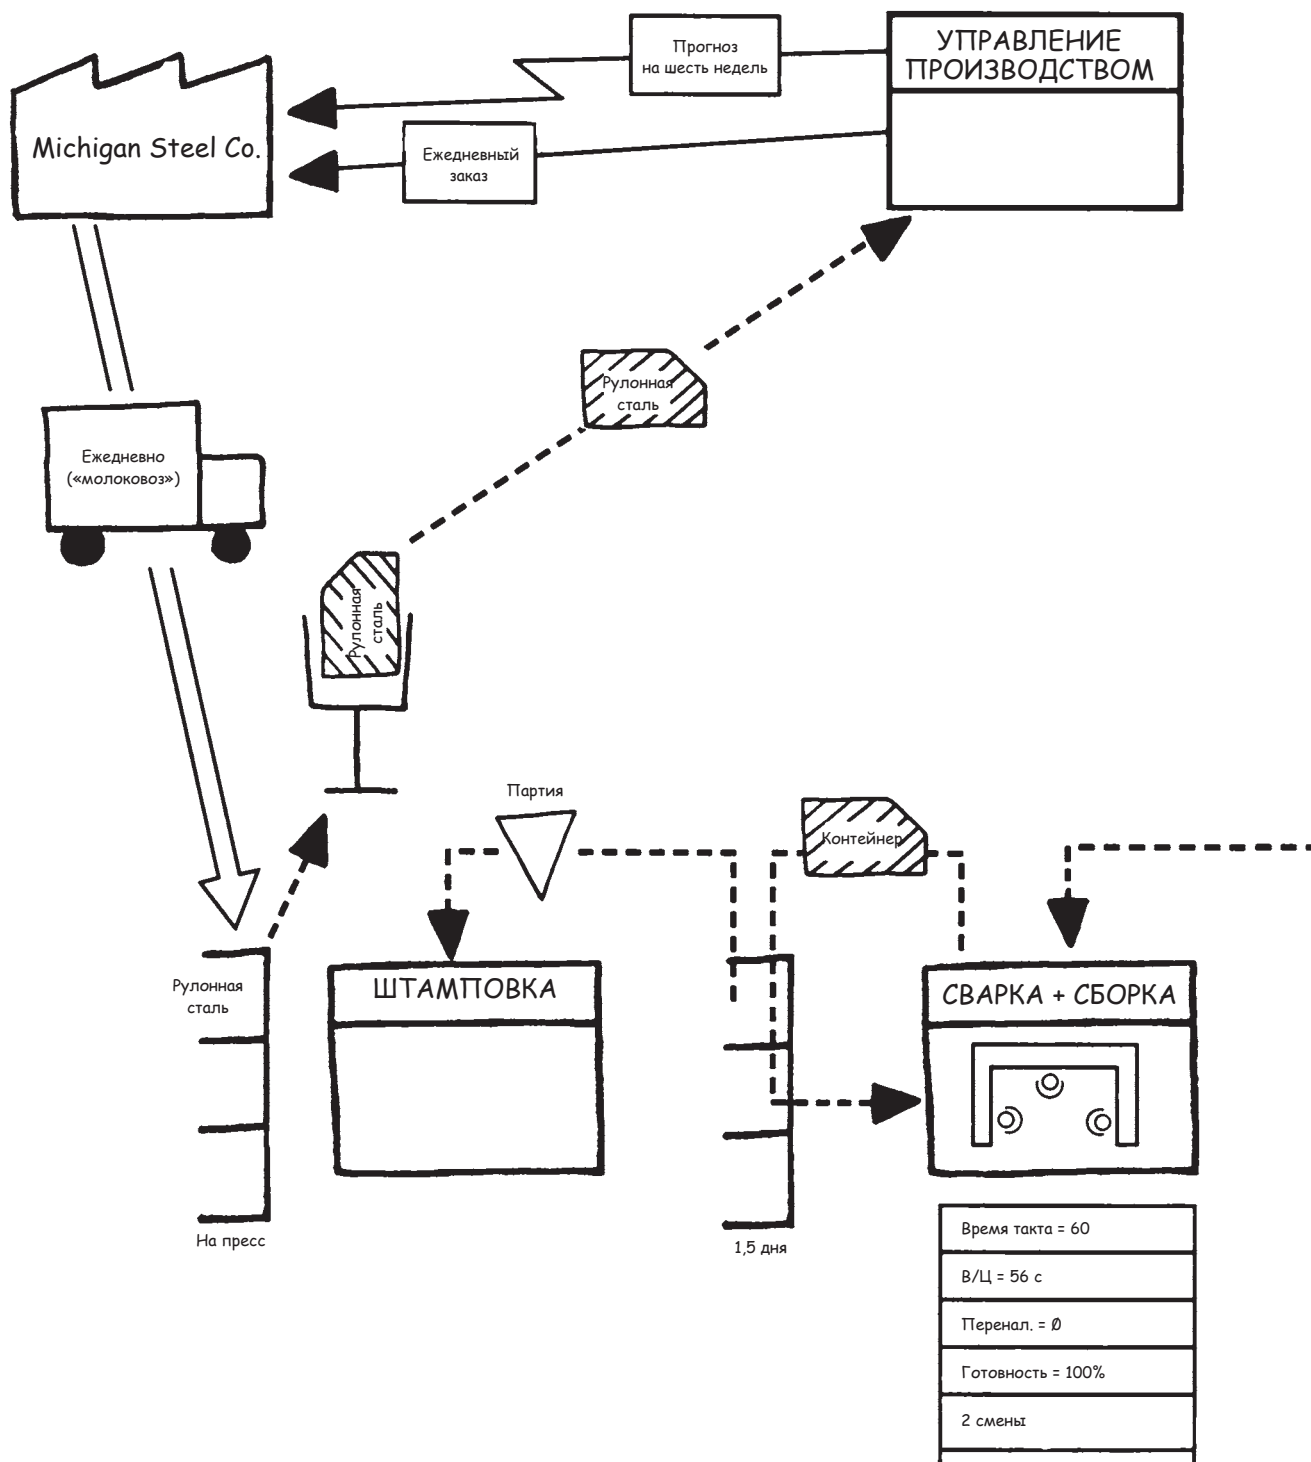 Прогноз
на шесть недель
УПРАВЛЕНИЕ
ПРОИЗВОДСТВОМ
Michigan Steel Co.
Ежедневный
заказ
Рулонная
сталь
Ежедневно
(«молоковоз»)
Рулонная
сталь
Партия
Контейнер
Рулонная
сталь
ШТАМПОВКА
СВАРКА + СБОРКА
На пресс
1,5 дня
Время такта = 60
В/Ц = 56 с
Перенал. = Ø
Готовность = 100%
2 смены